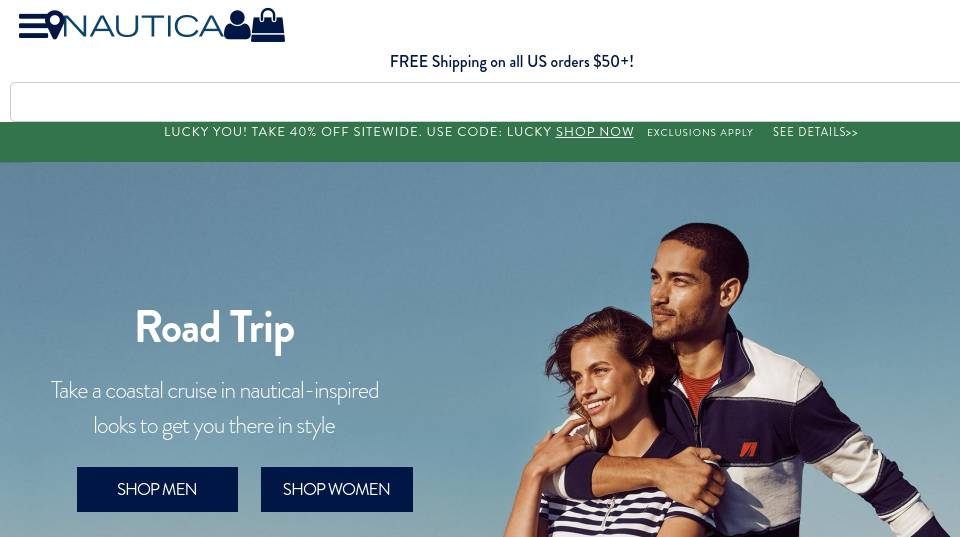 NAUTICA
FREE Shipping on all US orders $50+!
LUCKY YOU! TAKE 40% OFF SITEWIDE. USE CODE: LUCKY SHOP NOW EXCLUSIONS APPLY SEE DETAILS>>
Road Trip
Take a coastal cruise in nautical-inspired
looks to get you there in style
SHOP MEN SHOP WOMEN